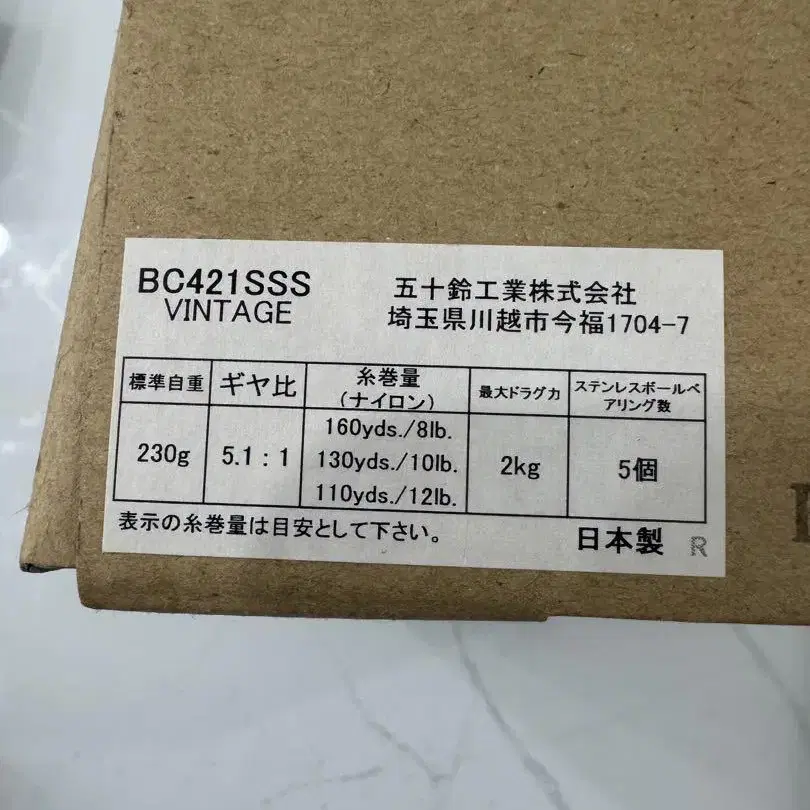 BC421SSS
VINTAGE
五十鈴工業株式会社
埼玉県川越市今福1704-7
標準自重
ギヤ比
糸巻量
(ナイロン)
最大ドラグ力
ステンレスボールベ
アリング数
230g
5.1:1
160yds./8lb.
130yds./10lb.
110yds./12lb.
2kg
5個
表示の糸巻量は目安として下さい。
日本製 R